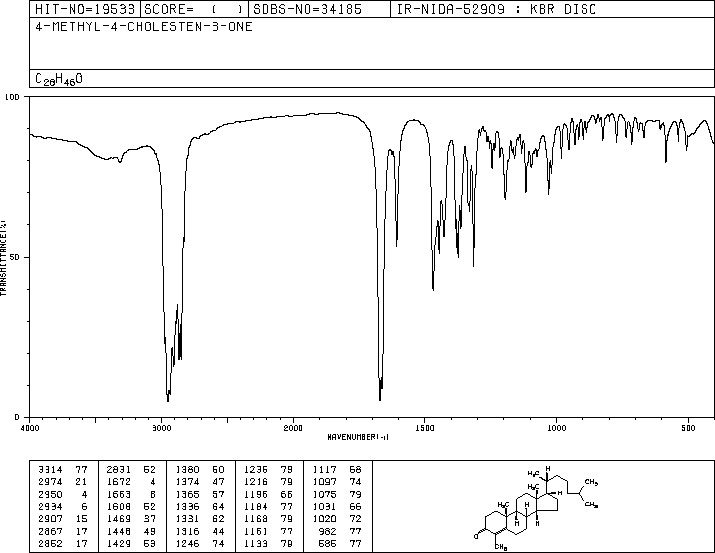 HIT-NO=19533 SCORE= ( ) SDBS-NO=34185 IR-NIDA-52909 : KBR DISC
4-METHYL-4-CHOLESTEN-3-ONE
C28H46O
100
50
0
TRANSMITTANCE(%)
4000 3000 2000 1500 1000 500
WAVENUMBER(-1)
3314 77 2831 52 1380 50 1236 79 1117 68
2974 21 1672 4 1374 47 1216 79 1097 74
2950 4 1663 8 1365 57 1196 66 1075 79
2934 6 1608 52 1336 64 1184 77 1031 66
2907 15 1469 37 1331 62 1168 79 1020 72
2867 17 1448 49 1316 44 1151 77 982 77
2852 17 1429 53 1246 74 1133 79 586 77
CH3
H
CH3
CH3
CH3
CH3
H
H
H
O
CH3